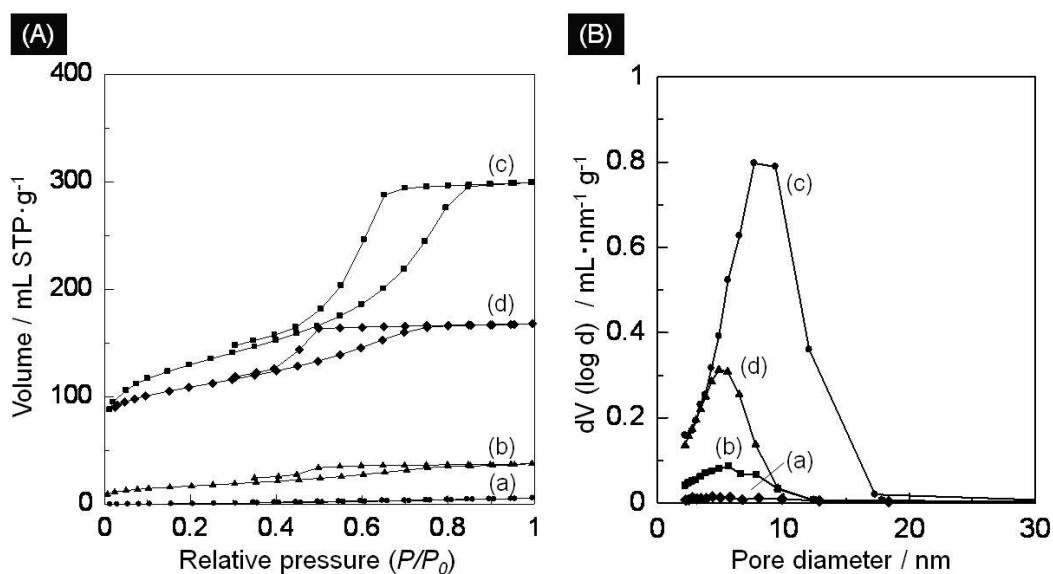 (A)
(B)
400
300
200
100
0
Volume / mL STP·g-1
(c)
(d)
(b)
(a)
0 0.2 0.4 0.6 0.8 1
Relative pressure (P/P0)
1
0.8
0.6
0.4
0.2
0
dV (log d) / mL·nm-1 g-1
(c)
(d)
(b)
(a)
0 10 20 30
Pore diameter / nm